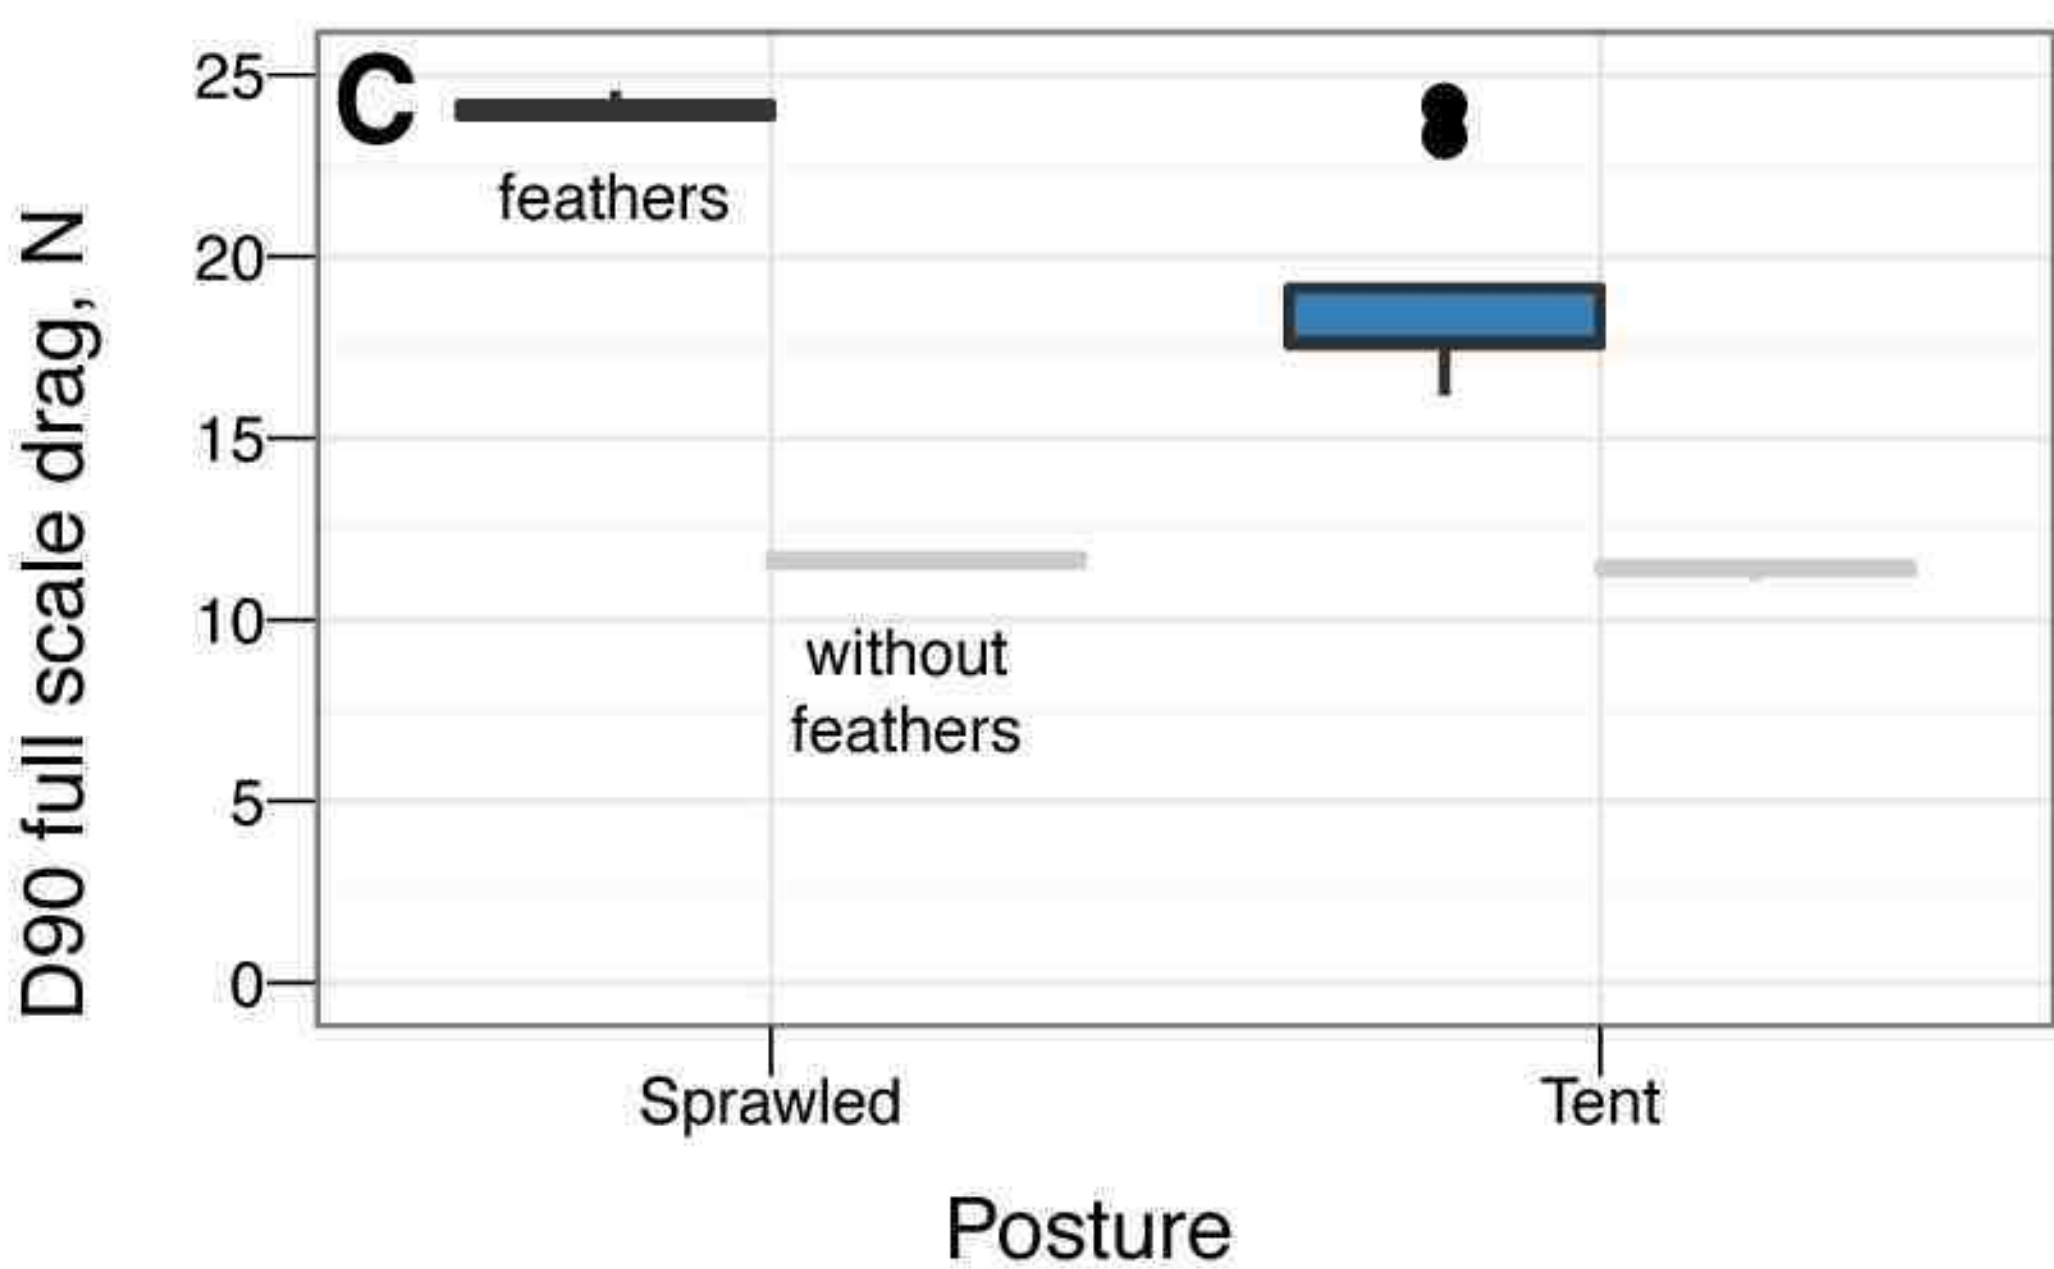 C
D90 full scale drag, N
25
20
15
10
5
0
feathers
without
feathers
Sprawled
Tent
Posture